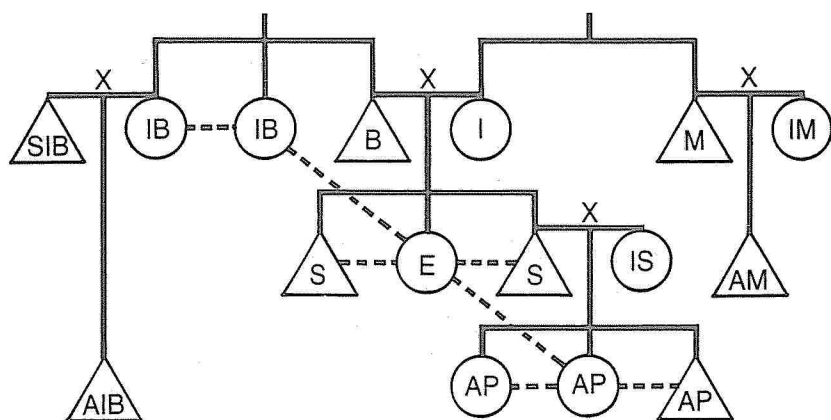 X X X
SIB IB IB B I M IM
X
S E S IS AM
AIB AP AP AP